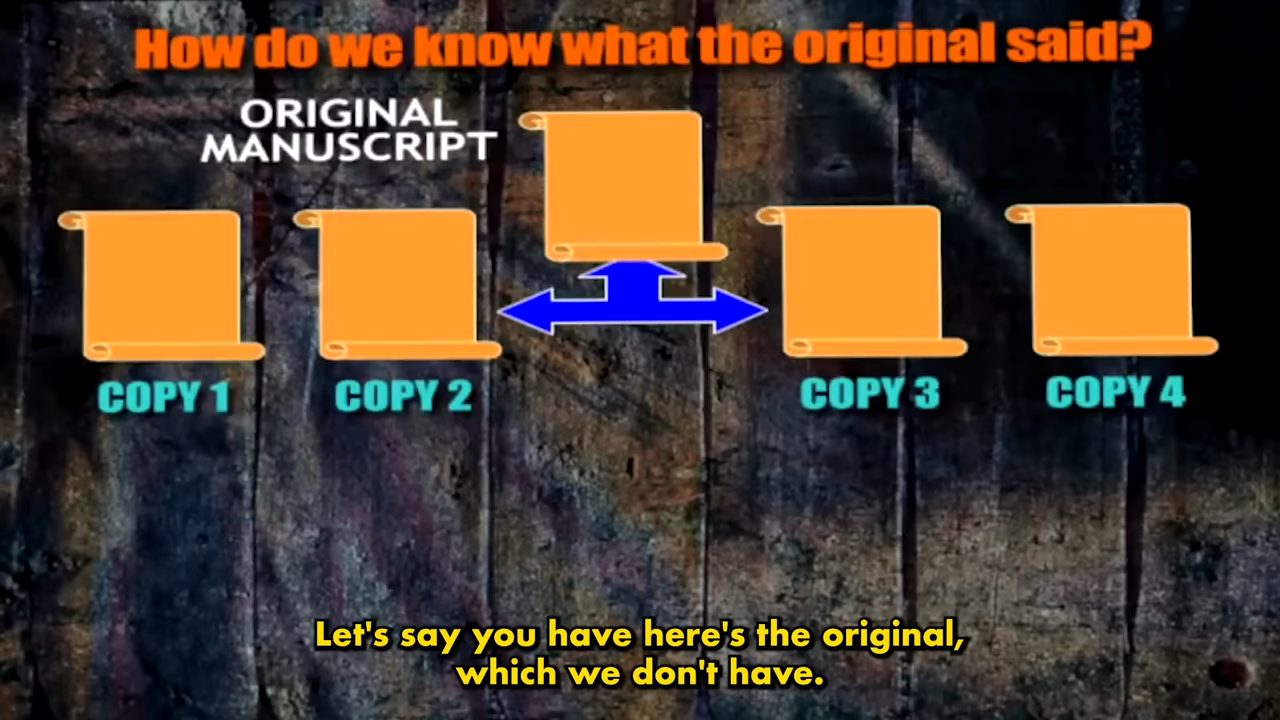 How do we know what the original said?
ORIGINAL
MANUSCRIPT
COPY 1
COPY 2
COPY 3
COPY 4
Let's say you have here's the original,
which we don't have.